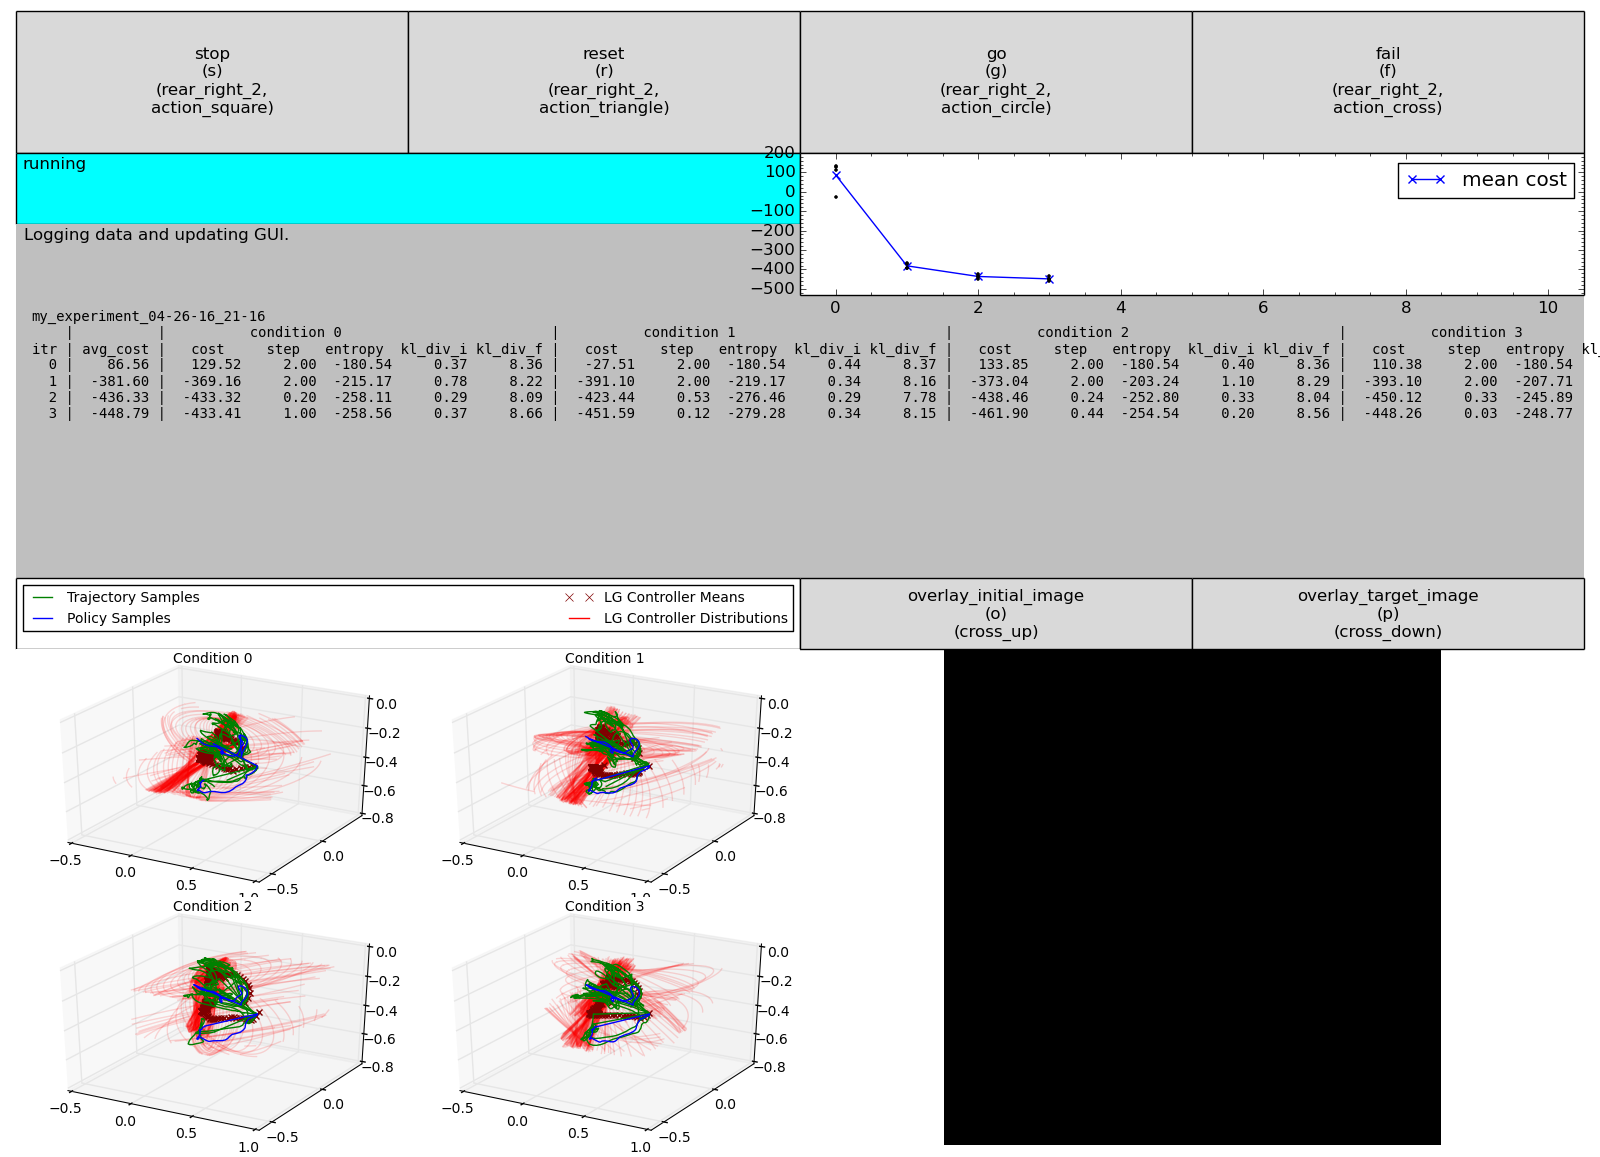 stop
(s)
(rear_right_2,
action_square)
reset
(r)
(rear_right_2,
action_triangle)
go
(g)
(rear_right_2,
action_circle)
fail
(f)
(rear_right_2,
action_cross)
running
Logging data and updating GUI.
200
100
0
−100
−200
−300
−400
−500
0 2 4 6 8 10
mean cost
my_experiment_04-26-16_21-16
| | condition 0 | condition 1 | condition 2 | condition 3
itr | avg_cost | cost step entropy kl_div_i kl_div_f | cost step entropy kl_div_i kl_div_f | cost step entropy kl_div_i kl_div_f | cost step entropy kl_
0 | 86.56 | 129.52 2.00 -180.54 0.37 8.36 | -27.51 2.00 -180.54 0.44 8.37 | 133.85 2.00 -180.54 0.40 8.36 | 110.38 2.00 -180.54
1 | -381.60 | -369.16 2.00 -215.17 0.78 8.22 | -391.10 2.00 -219.17 0.34 8.16 | -373.04 2.00 -203.24 1.10 8.29 | -393.10 2.00 -207.71
2 | -436.33 | -433.32 0.20 -258.11 0.29 8.09 | -423.44 0.53 -276.46 0.29 7.78 | -438.46 0.24 -252.80 0.33 8.04 | -450.12 0.33 -245.89
3 | -448.79 | -433.41 1.00 -258.56 0.37 8.66 | -451.59 0.12 -279.28 0.34 8.15 | -461.90 0.44 -254.54 0.20 8.56 | -448.26 0.03 -248.77
Trajectory Samples
Policy Samples
LG Controller Means
LG Controller Distributions
overlay_initial_image
(o)
(cross_up)
overlay_target_image
(p)
(cross_down)
Condition 0
0.0
−0.2
−0.4
−0.6
−0.8
−0.5 0.0 0.5 1.0
−0.5 0.0
Condition 1
0.0
−0.2
−0.4
−0.6
−0.8
−0.5 0.0 0.5 1.0
−0.5 0.0
Condition 2
0.0
−0.2
−0.4
−0.6
−0.8
−0.5 0.0 0.5 1.0
−0.5 0.0
Condition 3
0.0
−0.2
−0.4
−0.6
−0.8
−0.5 0.0 0.5 1.0
−0.5 0.0